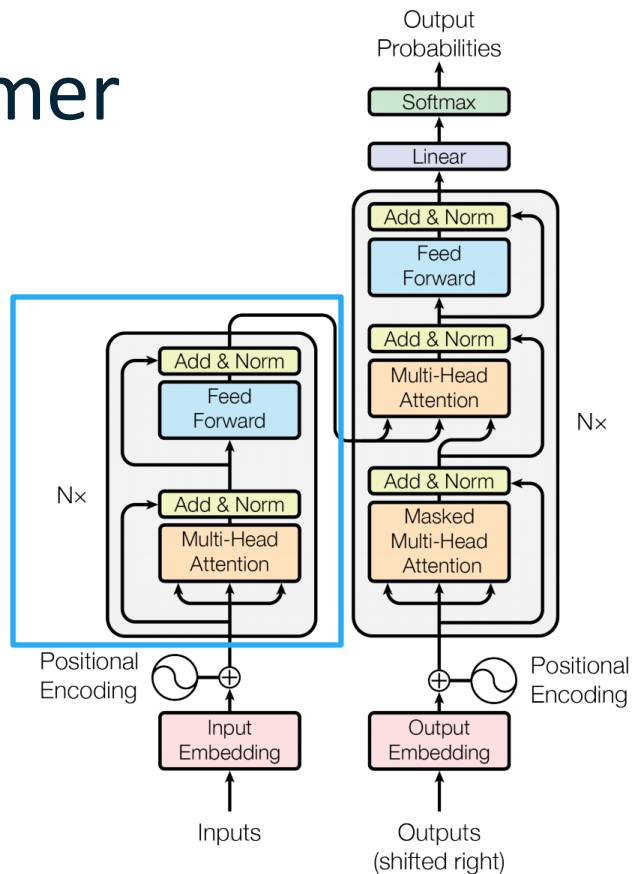 mer
Output
Probabilities
Softmax
Linear
Add & Norm
Feed
Forward
Add & Norm
Multi-Head
Attention
Nx
Add & Norm
Masked
Multi-Head
Attention
Add & Norm
Feed
Forward
Nx
Add & Norm
Multi-Head
Attention
Positional
Encoding
Positional
Encoding
Input
Embedding
Output
Embedding
Inputs
Outputs
(shifted right)